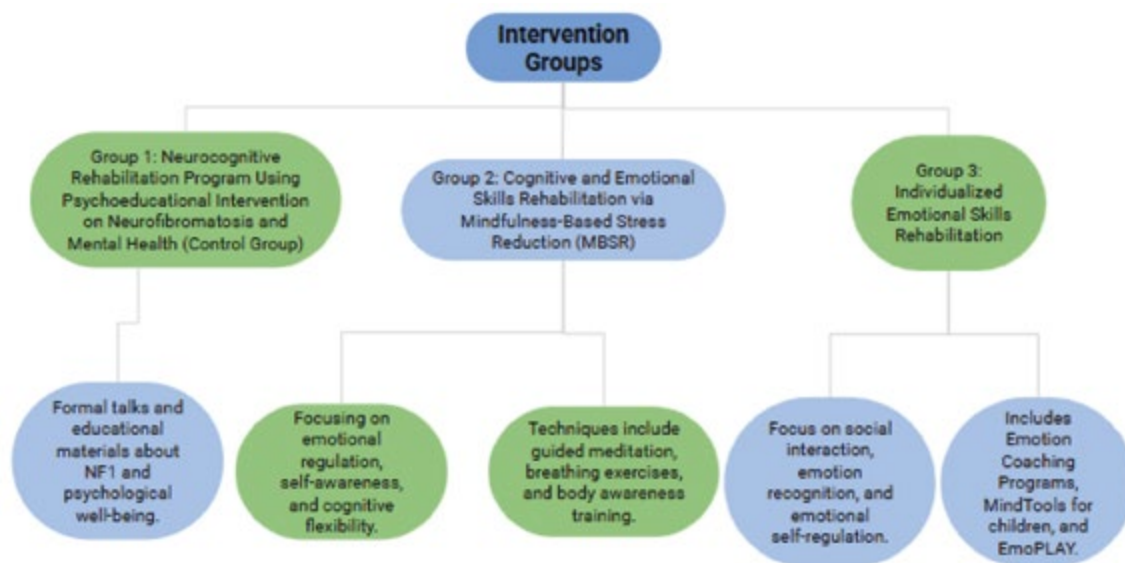 Intervention
Groups
Group 1: Neurocognitive
Rehabilitation Program Using
Psychoeducational Intervention
on Neurofibromatosis and
Mental Health (Control Group)
Group 2: Cognitive and Emotional
Skills Rehabilitation via
Mindfulness-Based Stress
Reduction (MBSR)
Group 3:
Individualized
Emotional Skills
Rehabilitation
Formal talks and
educational
materials about
NF1 and
psychological
well-being.
Focusing on
emotional
regulation,
self-awareness,
and cognitive
flexibility.
Techniques include
guided meditation,
breathing exercises,
and body awareness
training.
Focus on social
interaction,
emotion
recognition, and
emotional
self-regulation.
Includes
Emotion
Coaching
Programs,
MindTools for
children, and
EmoPLAY.